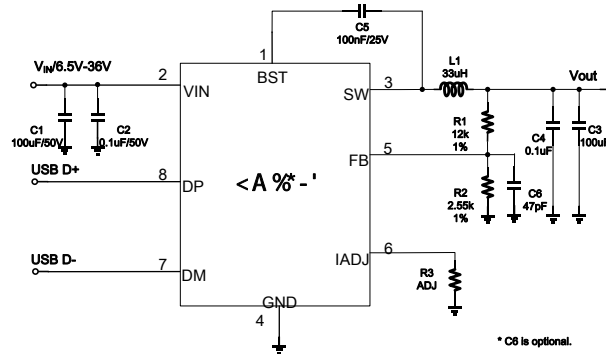 C5
100nF/25V
1
BST
V_IN/6.5V-36V
2
VIN
SW
3
L1
33uH
Vout
C1
100uF/50V
C2
0.1uF/50V
R1
12k
1%
C4
0.1uF
C3
100uF
USB D+
8
DP
<A %*-'
FB
5
R2
2.55k
1%
C6
47pF
USB D-
7
DM
IADJ
6
R3
ADJ
GND
4
* C6 is optional.